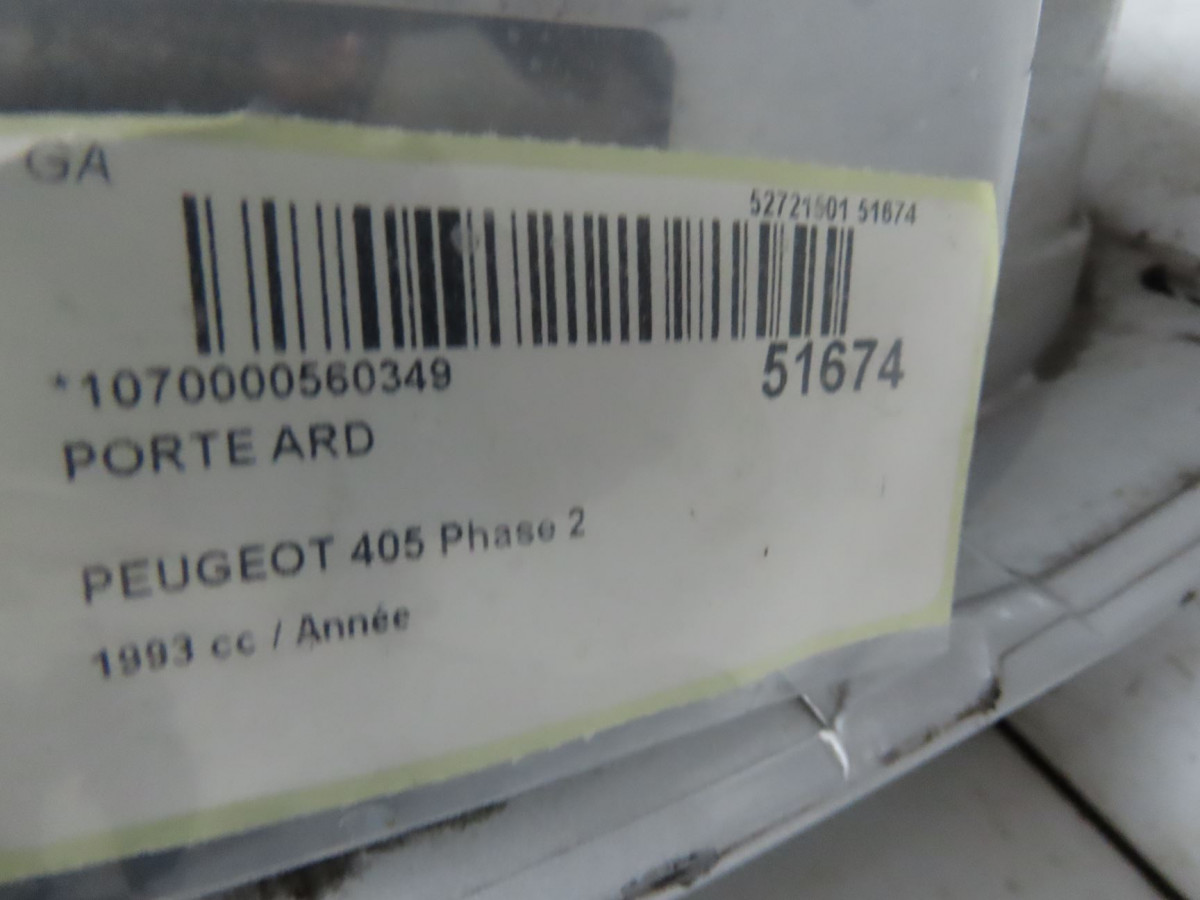 GA
52721501 51674
*1070000560349
51674
PORTE ARD
PEUGEOT 405 Phase 2
1993 cc / Année